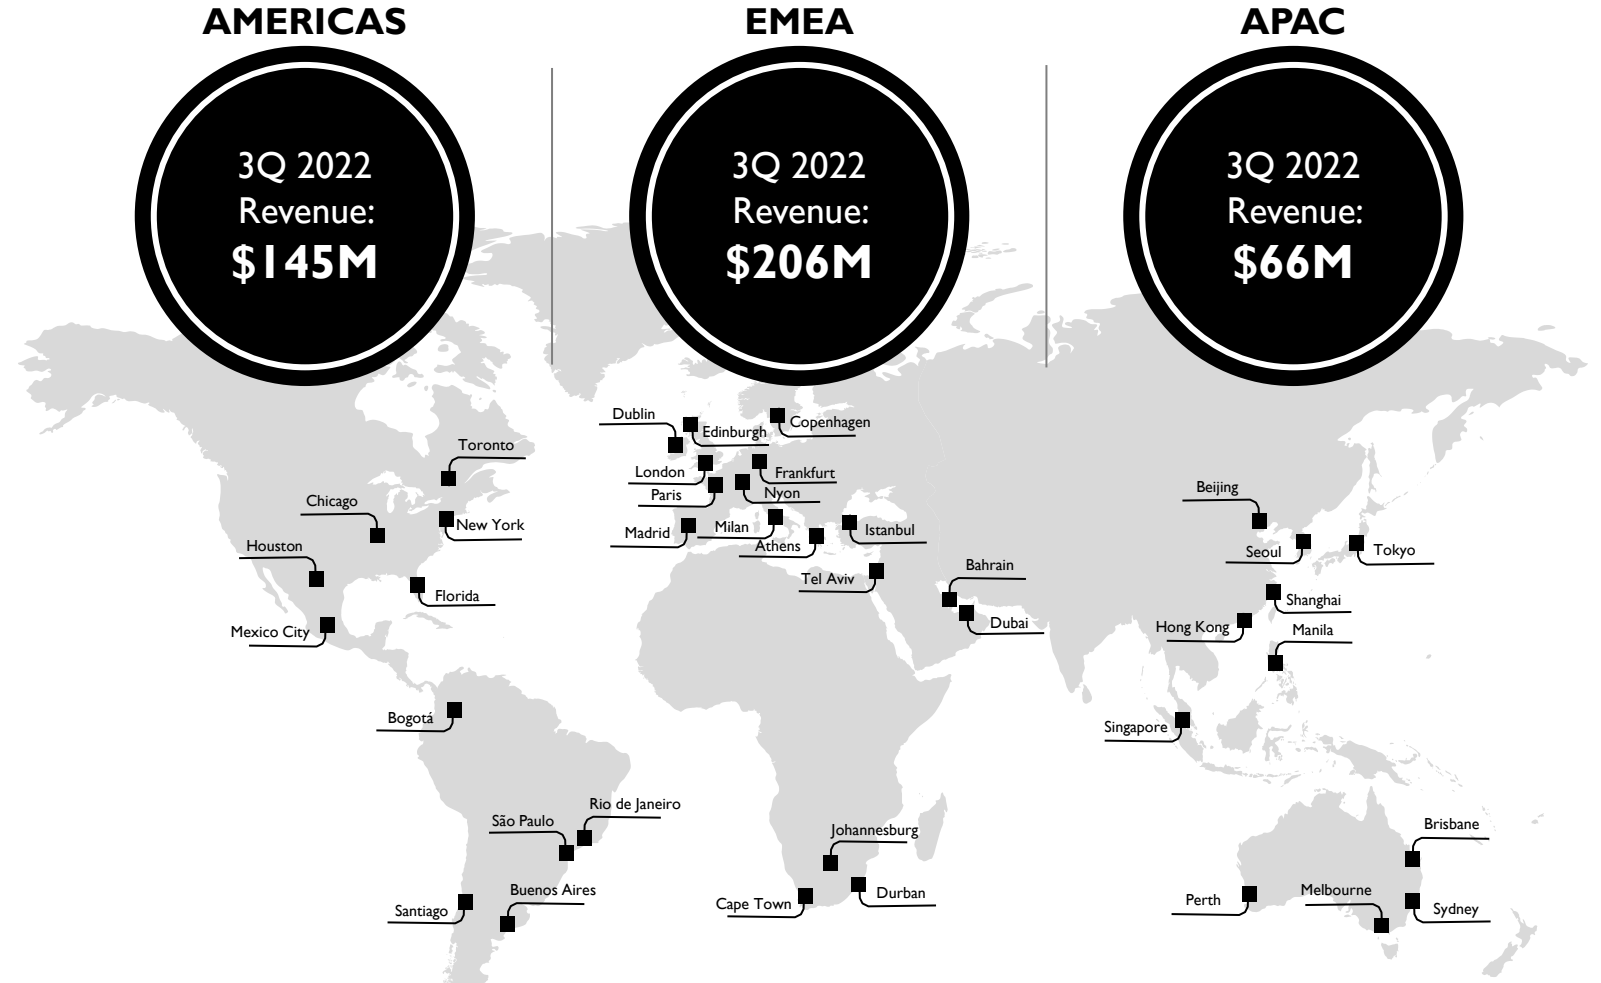 AMERICAS
EMEA
APAC
3Q 2022
Revenue:
$145M
3Q 2022
Revenue:
$206M
3Q 2022
Revenue:
$66M
Toronto
Chicago
New York
Houston
Florida
Mexico City
Bogotá
Rio de Janeiro
São Paulo
Buenos Aires
Santiago
Dublin
Edinburgh
Copenhagen
London
Frankfurt
Paris
Nyon
Madrid
Milan
Istanbul
Athens
Tel Aviv
Bahrain
Dubai
Johannesburg
Cape Town
Durban
Beijing
Seoul
Tokyo
Shanghai
Hong Kong
Manila
Singapore
Brisbane
Perth
Melbourne
Sydney